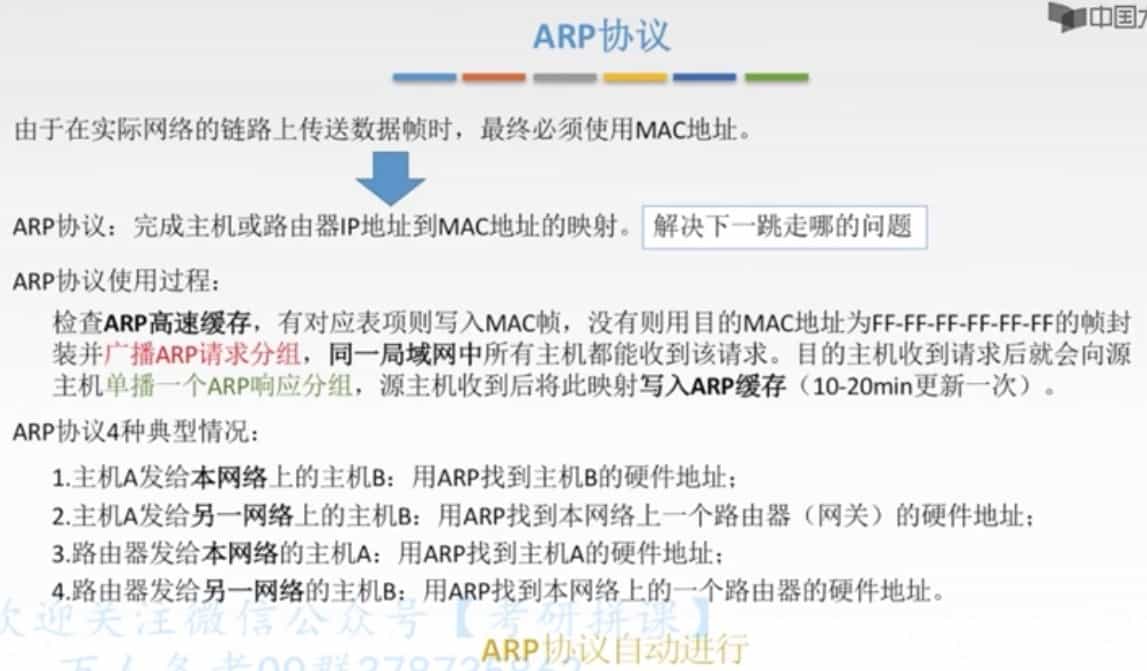 中国
ARP协议
由于在实际网络的链路上传送数据帧时，最终必须使用MAC地址。
ARP协议：完成主机或路由器IP地址到MAC地址的映射。 解决下一跳走哪的问题
ARP协议使用过程：
检查ARP高速缓存，有对应表项则写入MAC帧，没有则用目的MAC地址为FF-FF-FF-FF-FF-FF的帧封
装并广播ARP请求分组，同一局域网中所有主机都能收到该请求。目的主机收到请求后就会向源
主机单播一个ARP响应分组，源主机收到后将此映射写入ARP缓存（10-20min更新一次）。
ARP协议4种典型情况：
1.主机A发给本网络上的主机B：用ARP找到主机B的硬件地址；
2.主机A发给另一网络上的主机B：用ARP找到本网络上一个路由器（网关）的硬件地址；
3.路由器发给本网络的主机A：用ARP找到主机A的硬件地址；
4.路由器发给另一网络的主机B：用ARP找到本网络上的一个路由器的硬件地址。
欢迎关注微信公众号【考研拼课】
ARP协议自动进行